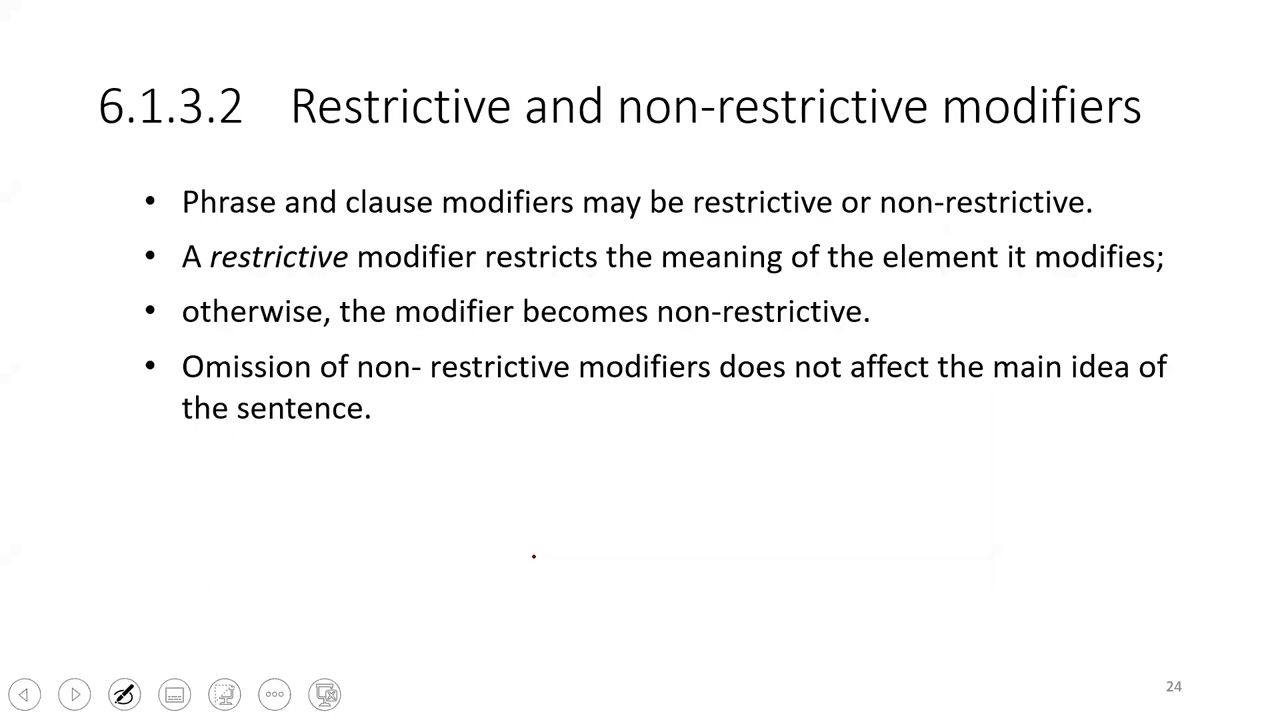 6.1.3.2 Restrictive and non-restrictive modifiers
• Phrase and clause modifiers may be restrictive or non-restrictive.
• A restrictive modifier restricts the meaning of the element it modifies;
• otherwise, the modifier becomes non-restrictive.
• Omission of non- restrictive modifiers does not affect the main idea of
the sentence.
24